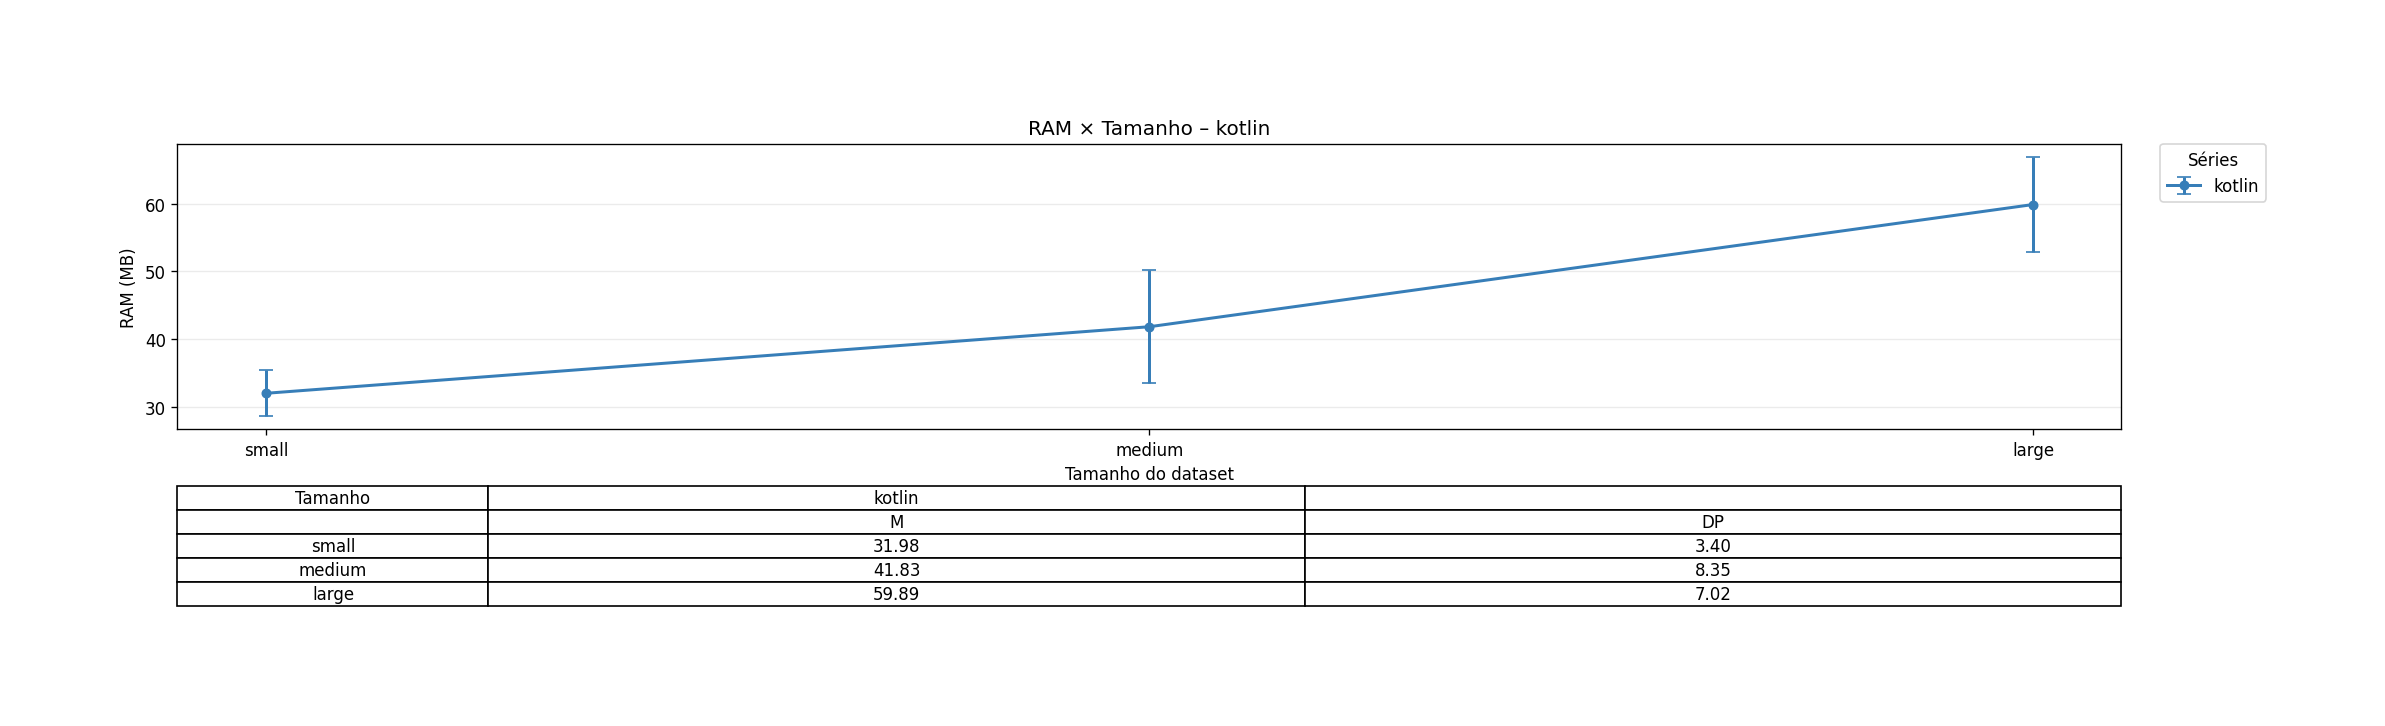 RAM × Tamanho – kotlin
Séries
kotlin
RAM (MB)
60
50
40
30
small medium large
Tamanho do dataset
Tamanho kotlin
M DP
small 31.98 3.40
medium 41.83 8.35
large 59.89 7.02